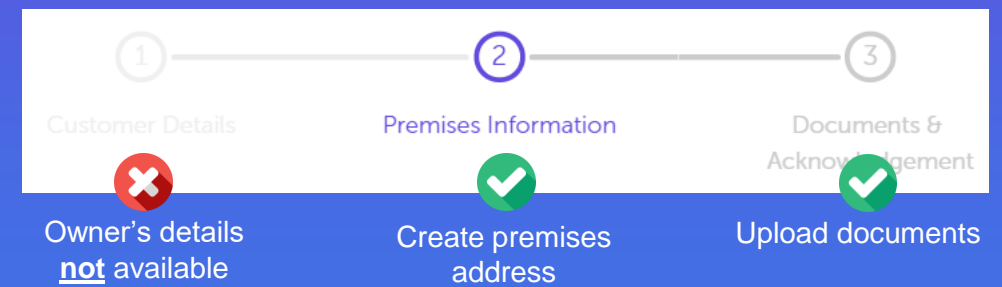 1
2
3
Customer Details
Premises Information
Documents &
Acknowledgement
Owner's details
not available
Create premises
address
Upload documents